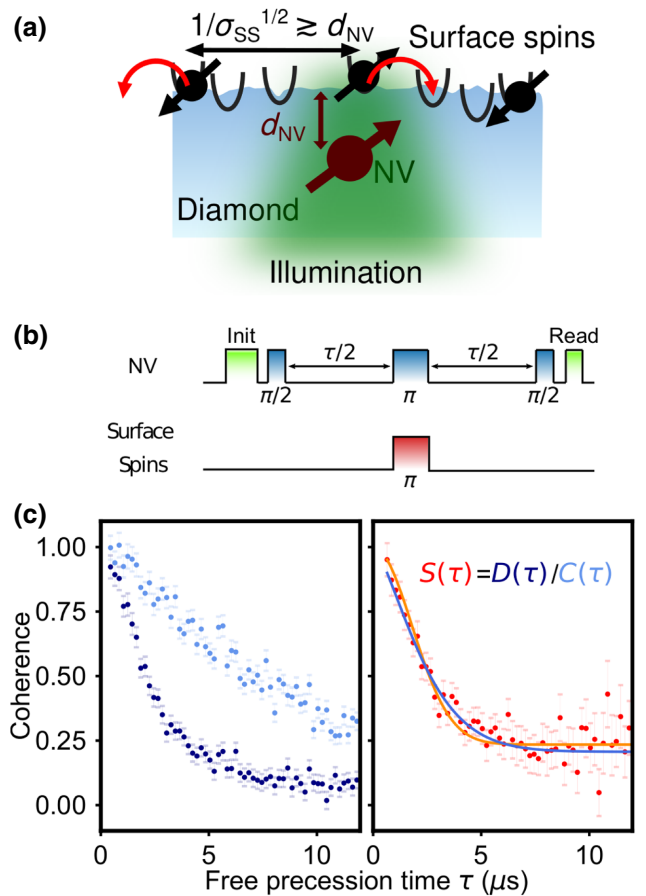 (a)
1/σSS^1/2 ≳ dNV
Surface spins
dNV
NV
Diamond
Illumination
(b)
Init
Read
NV
τ/2
τ/2
π/2
π
π/2
Surface
Spins
π
(c)
S(τ)=D(τ)/C(τ)
1.00
0.75
0.50
0.25
0.00
Coherence
0 5 10 0 5 10
Free precession time τ (μs)